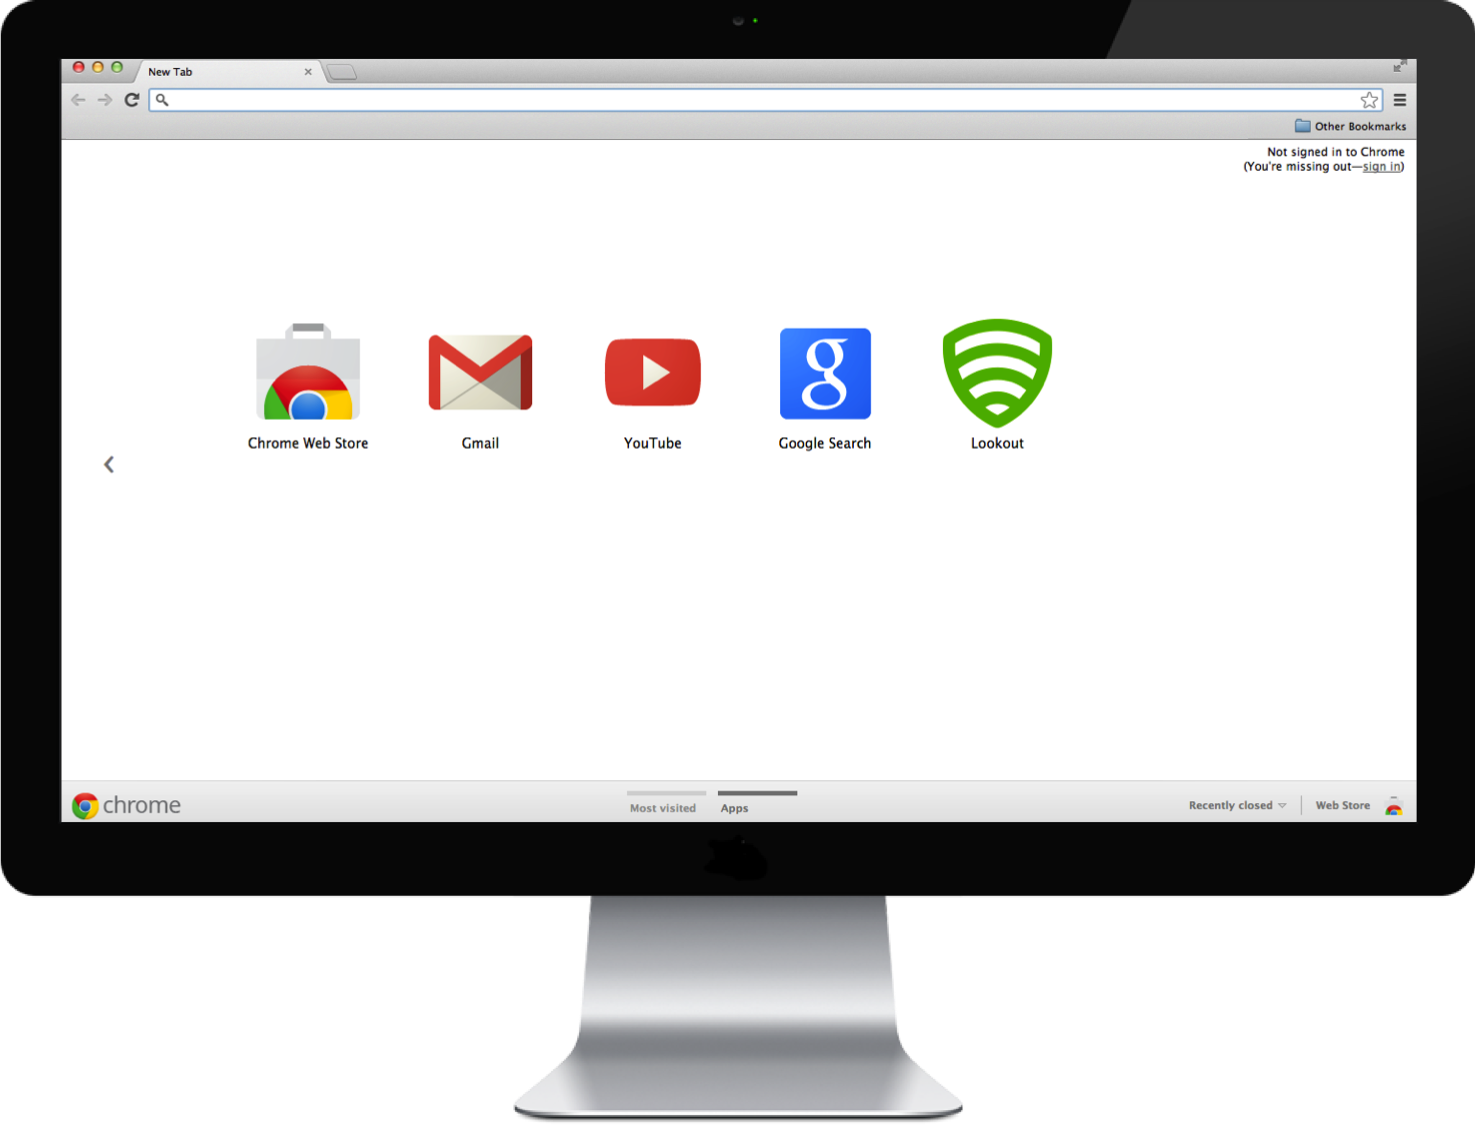 New Tab
Other Bookmarks
Not signed in to Chrome
(You're missing out—sign in)
Chrome Web Store
Gmail
YouTube
Google Search
Lookout
chrome
Most visited
Apps
Recently closed
Web Store